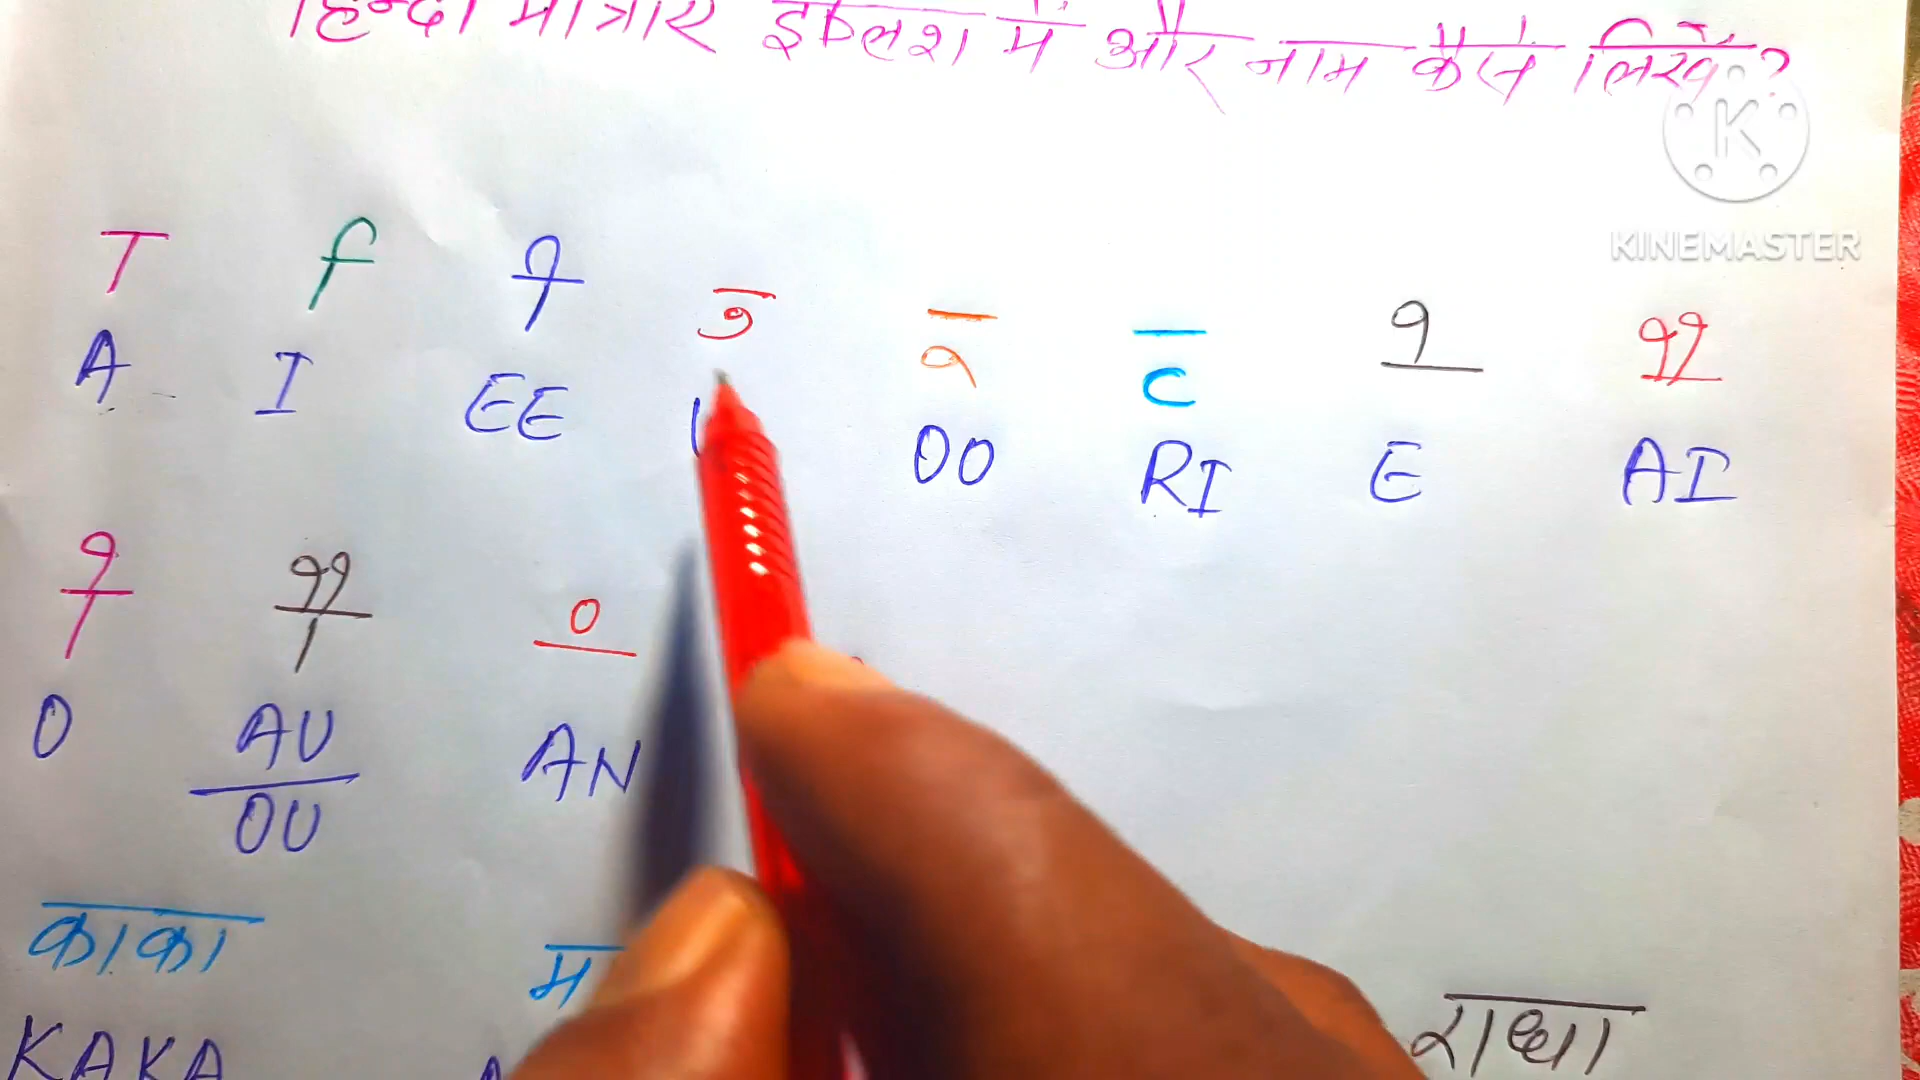 हिन्दी मात्राए इंग्लिश में और नाम कैसे लिखें ?
K
KINEMASTER
ा ि ी ु ू ृ े ै
A I EE OO RI E AI
ो ौ ं
O AU AN
OU
काका राधा
KAKA